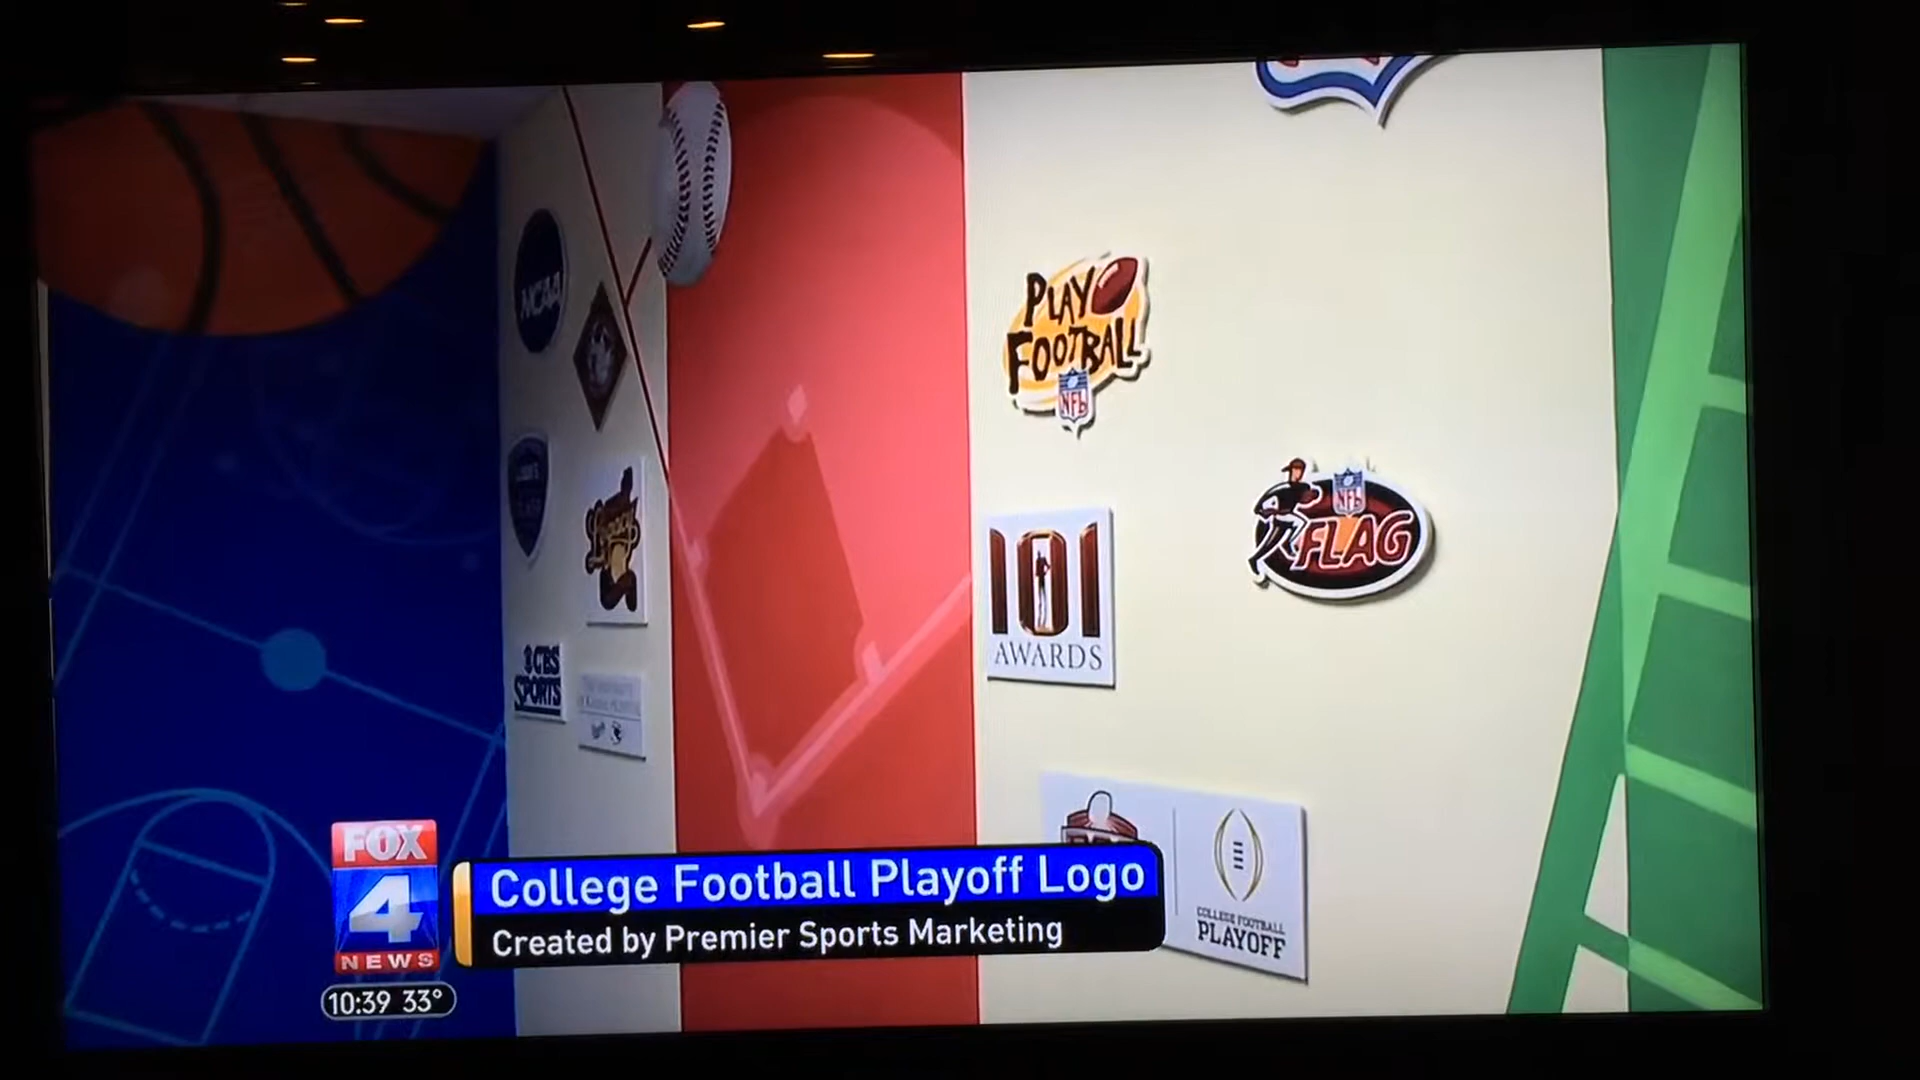 NCAA
Legacy
CBS
SPORTS
PLAY
FOOTBALL
NFL
NFL
FLAG
101
AWARDS
COLLEGE FOOTBALL
PLAYOFF
FOX
4
NEWS
College Football Playoff Logo
Created by Premier Sports Marketing
10:39 33°